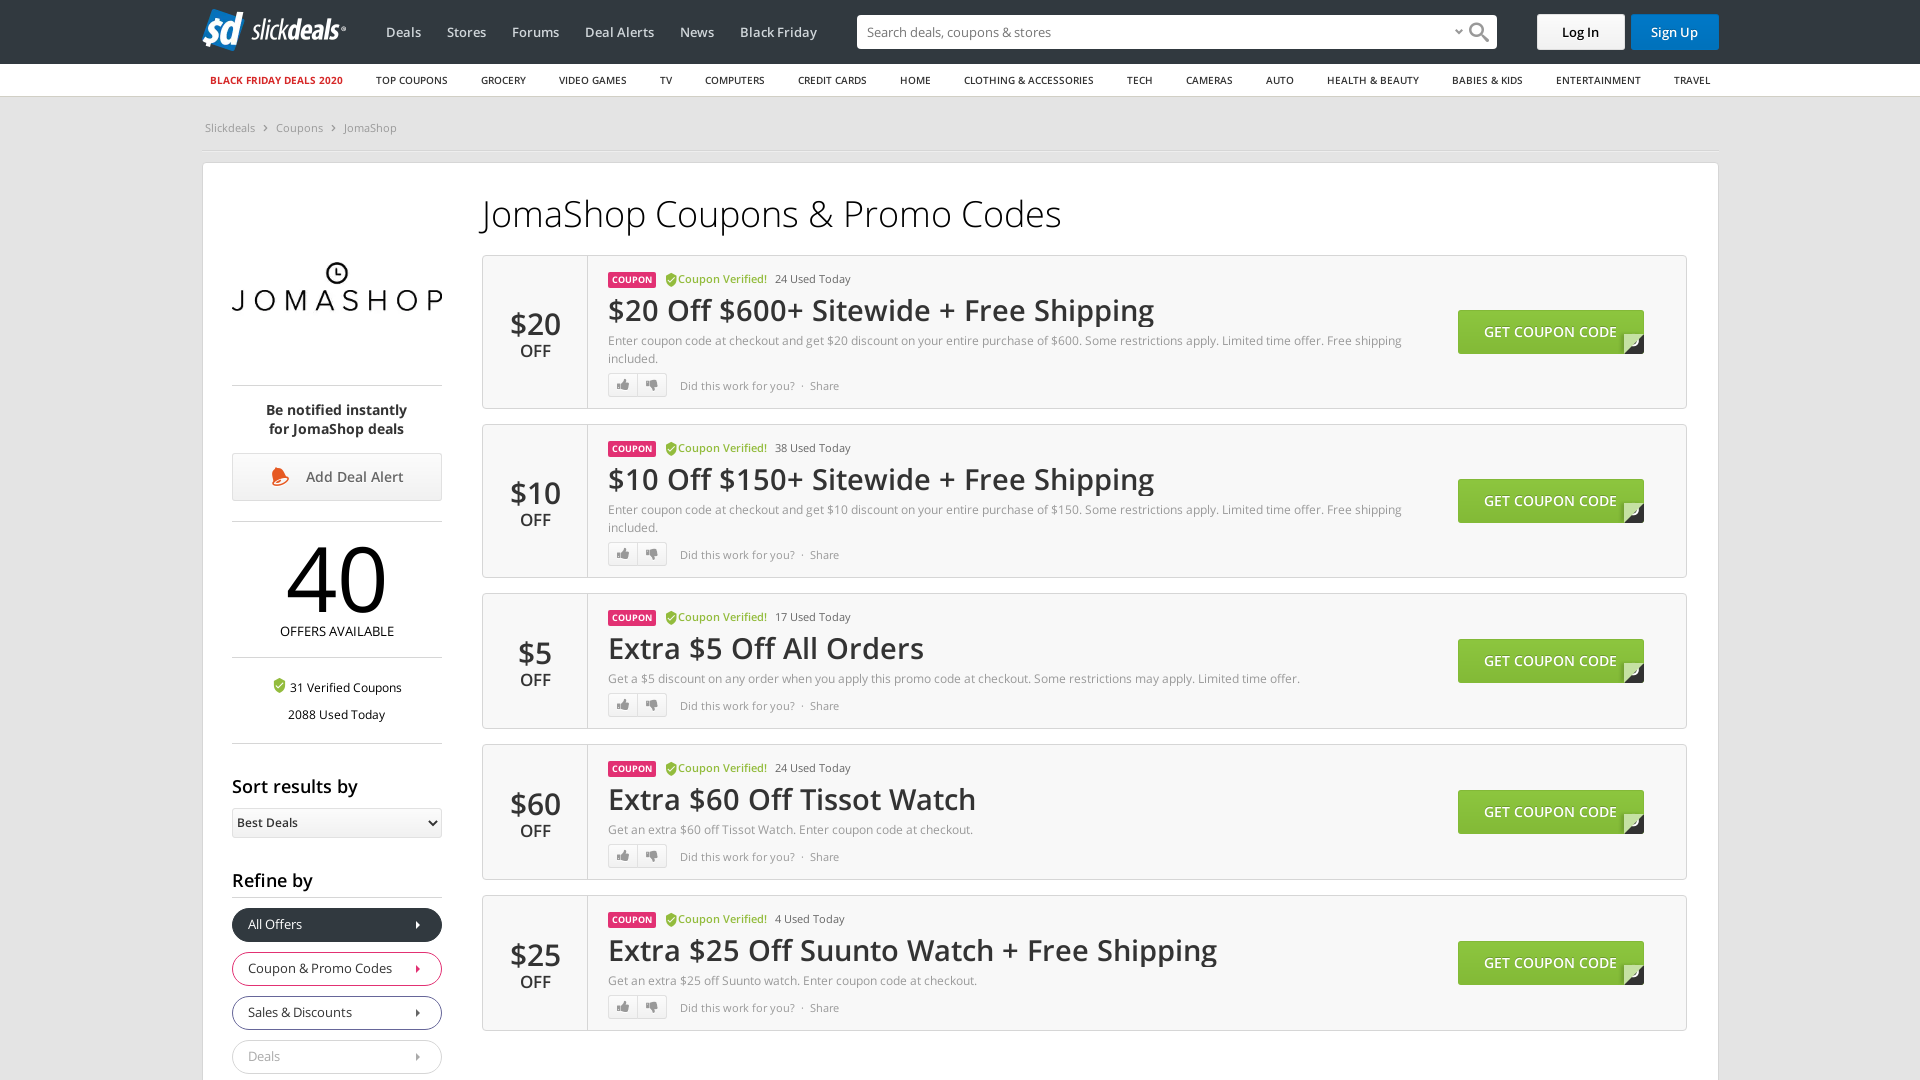 sd slickdeals
Deals
Stores
Forums
Deal Alerts
News
Black Friday
Search deals, coupons & stores
Log In
Sign Up
BLACK FRIDAY DEALS 2020
TOP COUPONS
GROCERY
VIDEO GAMES
TV
COMPUTERS
CREDIT CARDS
HOME
CLOTHING & ACCESSORIES
TECH
CAMERAS
AUTO
HEALTH & BEAUTY
BABIES & KIDS
ENTERTAINMENT
TRAVEL
Slickdeals › Coupons › JomaShop
JOMASHOP
Be notified instantly
for JomaShop deals
Add Deal Alert
40
OFFERS AVAILABLE
31 Verified Coupons
2088 Used Today
Sort results by
Best Deals
Refine by
All Offers
Coupon & Promo Codes
Sales & Discounts
Deals
JomaShop Coupons & Promo Codes
$20
OFF
COUPON Coupon Verified! 24 Used Today
$20 Off $600+ Sitewide + Free Shipping
Enter coupon code at checkout and get $20 discount on your entire purchase of $600. Some restrictions apply. Limited time offer. Free shipping
included.
Did this work for you? · Share
GET COUPON CODE
$10
OFF
COUPON Coupon Verified! 38 Used Today
$10 Off $150+ Sitewide + Free Shipping
Enter coupon code at checkout and get $10 discount on your entire purchase of $150. Some restrictions apply. Limited time offer. Free shipping
included.
Did this work for you? · Share
GET COUPON CODE
$5
OFF
COUPON Coupon Verified! 17 Used Today
Extra $5 Off All Orders
Get a $5 discount on any order when you apply this promo code at checkout. Some restrictions may apply. Limited time offer.
Did this work for you? · Share
GET COUPON CODE
$60
OFF
COUPON Coupon Verified! 24 Used Today
Extra $60 Off Tissot Watch
Get an extra $60 off Tissot Watch. Enter coupon code at checkout.
Did this work for you? · Share
GET COUPON CODE
$25
OFF
COUPON Coupon Verified! 4 Used Today
Extra $25 Off Suunto Watch + Free Shipping
Get an extra $25 off Suunto watch. Enter coupon code at checkout.
Did this work for you? · Share
GET COUPON CODE